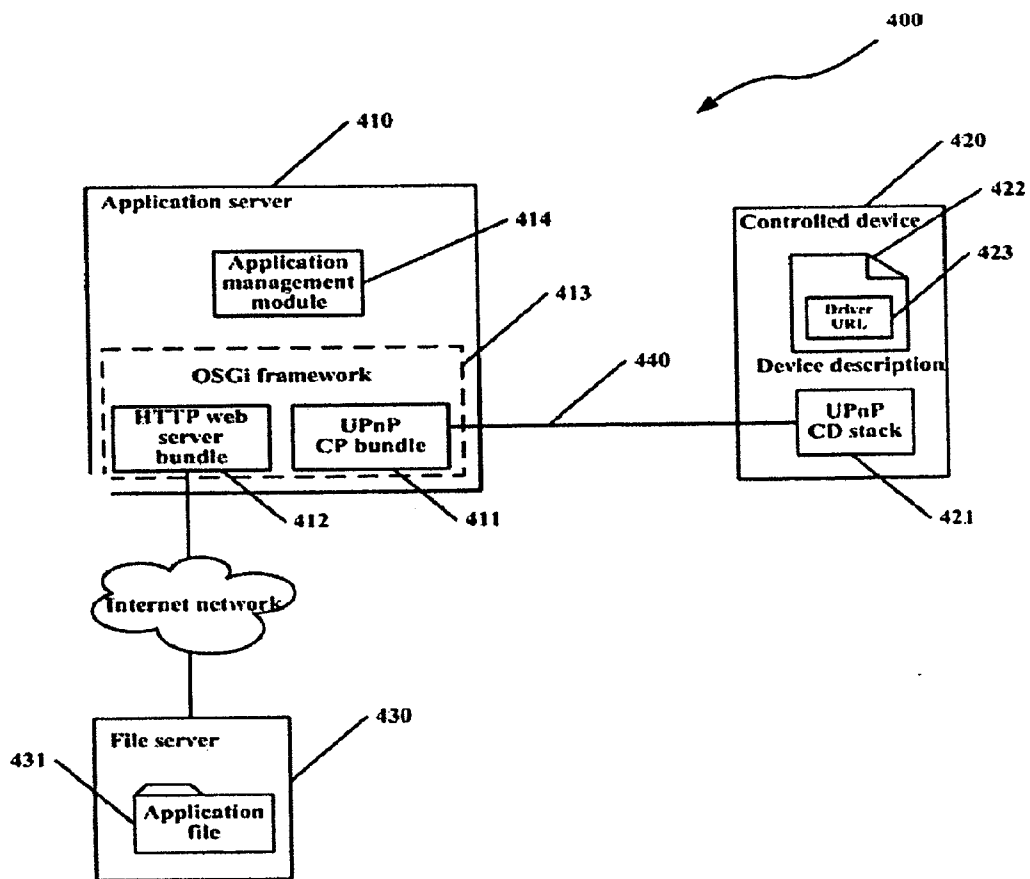 400
410
420
Application server
422
Controlled device
414
423
Application
management
module
413
Driver
URL
OSGi framework
440
Device description
HTTP web
server
bundle
UPnP
CP bundle
UPnP
CD stack
412
411
421
Internet network
430
File server
431
Application
file